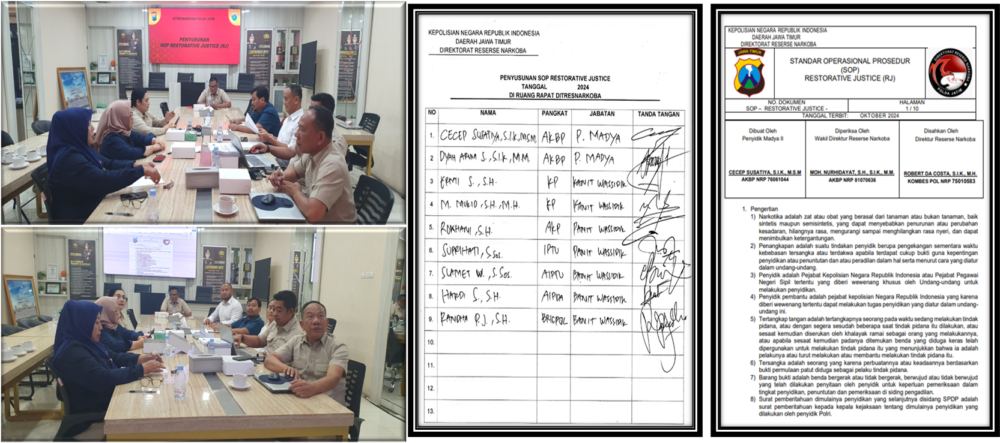 DITRESNARKOBA POLDA JATIM
PENYUSUNAN
SOP RESTORATIVE JUSTICE (RJ)
KEPOLISIAN NEGARA REPUBLIK INDONESIA
DAERAH JAWA TIMUR
DIREKTORAT RESERSE NARKOBA
PENYUSUNAN SOP RESTORATIVE JUSTICE
TANGGAL 2024
DI RUANG RAPAT DITRESNARKOBA
NO NAMA PANGKAT JABATAN TANDA TANGAN
1. CECEP SUSATIYA, S.I.K., M.S.M. AKBP P. MADYA
2 DYAH ARUM S., S.I.K., M.M. AKBP P. MADYA
3 ERMI S., S.H. KP KANIT WASSIDIK
4 M. MUKID, S.H., M.H. KP KANIT WASSIDIK
5. ROKHANI, S.H. AKP PANIT WASSIDIK
6. SUPRIHATI, S.Sos. IPTU PANIT WASSIDIK
7. SLAMET W., S.Sos. AIPTU BANIT WASSIDIK
8. HARDI S., S.H. AIPDA BANIT WASSIDIK
9. RANDHA P.J., S.H. BRIGPOL BANIT WASSIDIK
10.
11.
12.
13.
KEPOLISIAN NEGARA REPUBLIK INDONESIA
DAERAH JAWA TIMUR
DIREKTORAT RESERSE NARKOBA
JAWA TIMUR
STANDAR OPERASIONAL PROSEDUR
(SOP)
RESTORATIVE JUSTICE (RJ)
DIREKTORAT RESERSE NARKOBA
POLDA JATIM
NO. DOKUMEN HALAMAN
SOP – RESTORATIVE JUSTICE - 1 / 10
TANGGAL TERBIT: OKTOBER 2024
Dibuat Oleh Diperiksa Oleh Disahkan Oleh
Penyidik Madya II Wakil Direktur Reserse Narkoba Direktur Reserse Narkoba
CECEP SUSATIYA, S.I.K., M.S.M MOH. NURHIDAYAT, S.H., S.I.K., M.M. ROBERT DA COSTA, S.I.K., M.H.
AKBP NRP 76061044 AKBP NRP 81070636 KOMBES POL NRP 75010583
1. Pengertian
1) Narkotika adalah zat atau obat yang berasal dari tanaman atau bukan tanaman, baik
sintetis maupun semisintetis, yang dapat menyebabkan penurunan atau perubahan
kesadaran, hilangnya rasa, mengurangi sampai menghilangkan rasa nyeri, dan dapat
menimbulkan ketergantungan.
2) Penangkapan adalah suatu tindakan penyidik berupa pengekangan sementara waktu
kebebasan tersangka atau terdakwa apabila terdapat cukup bukti guna kepentingan
penyidikan atau penuntutan dan atau peradilan dalam hal serta menurut cara yang diatur
dalam undang-undang.
3) Penyidik adalah Pejabat Kepolisian Negara Republik Indonesia atau Pejabat Pegawai
Negeri Sipil tertentu yang diberi wewenang khusus oleh Undang-undang untuk
melakukan penyidikan.
4) Penyidik pembantu adalah pejabat kepolisian Negara Republik Indonesia yang karena
diberi wewenang tertentu dapat melakukan tugas penyidikan yang diatur dalam undang-
undang ini.
5) Tertangkap tangan adalah tertangkapnya seorang pada waktu sedang melakukan tindak
pidana, atau dengan segera sesudah beberapa saat tindak pidana itu dilakukan, atau
sesaat kemudian diserukan oleh khalayak ramai sebagai orang yang melakukannya,
atau apabila sesaat kemudian padanya ditemukan benda yang diduga keras telah
dipergunakan untuk melakukan tindak pidana itu yang menunjukkan bahwa ia adalah
pelakunya atau turut melakukan atau membantu melakukan tindak pidana itu.
6) Tersangka adalah seorang yang karena perbuatannya atau keadaannya berdasarkan
bukti permulaan patut diduga sebagai pelaku tindak pidana.
7) Barang bukti adalah benda bergerak atau tidak bergerak, berwujud atau tidak berwujud
yang telah dilakukan penyitaan oleh penyidik untuk keperluan pemeriksaan dalam
tingkat penyidikan, penuntutan dan pemeriksaan di siding pengadilan.
8) Surat pemberitahuan dimulainya penyidikan yang selanjutnya disidang SPDP adalah
surat pemberitahuan kepada kepala kejaksaan tentang dimulainya penyidikan yang
dilakukan oleh penyidik Polri.